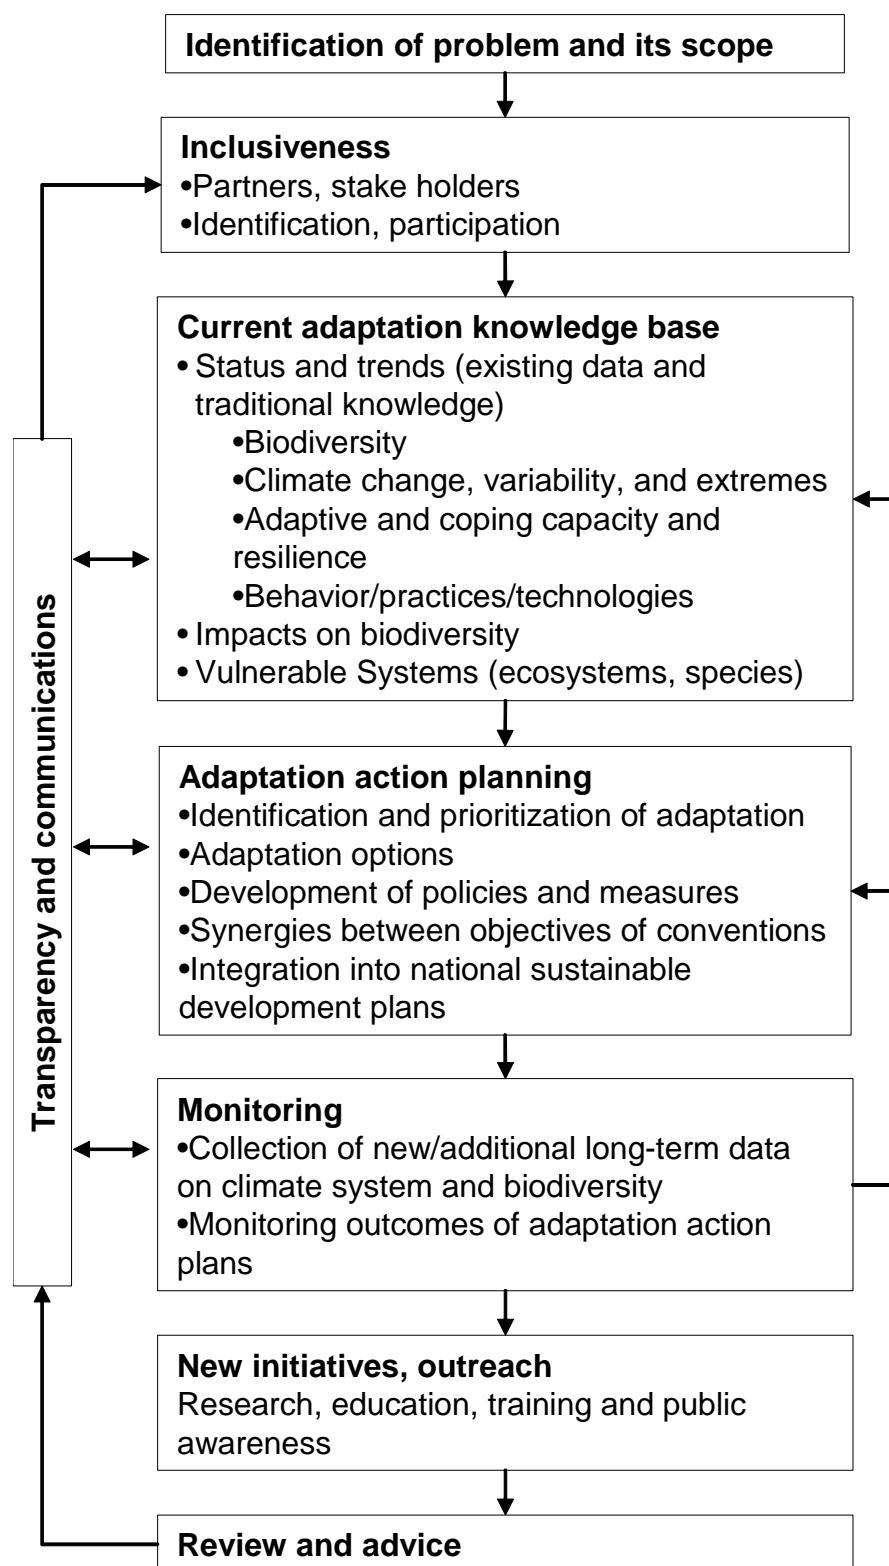 Identification of problem and its scope
Inclusiveness
•Partners, stake holders
•Identification, participation
Current adaptation knowledge base
• Status and trends (existing data and
traditional knowledge)
•Biodiversity
•Climate change, variability, and extremes
•Adaptive and coping capacity and
resilience
•Behavior/practices/technologies
• Impacts on biodiversity
• Vulnerable Systems (ecosystems, species)
Transparency and communications
Adaptation action planning
•Identification and prioritization of adaptation
•Adaptation options
•Development of policies and measures
•Synergies between objectives of conventions
•Integration into national sustainable
development plans
Monitoring
•Collection of new/additional long-term data
on climate system and biodiversity
•Monitoring outcomes of adaptation action
plans
New initiatives, outreach
Research, education, training and public
awareness
Review and advice